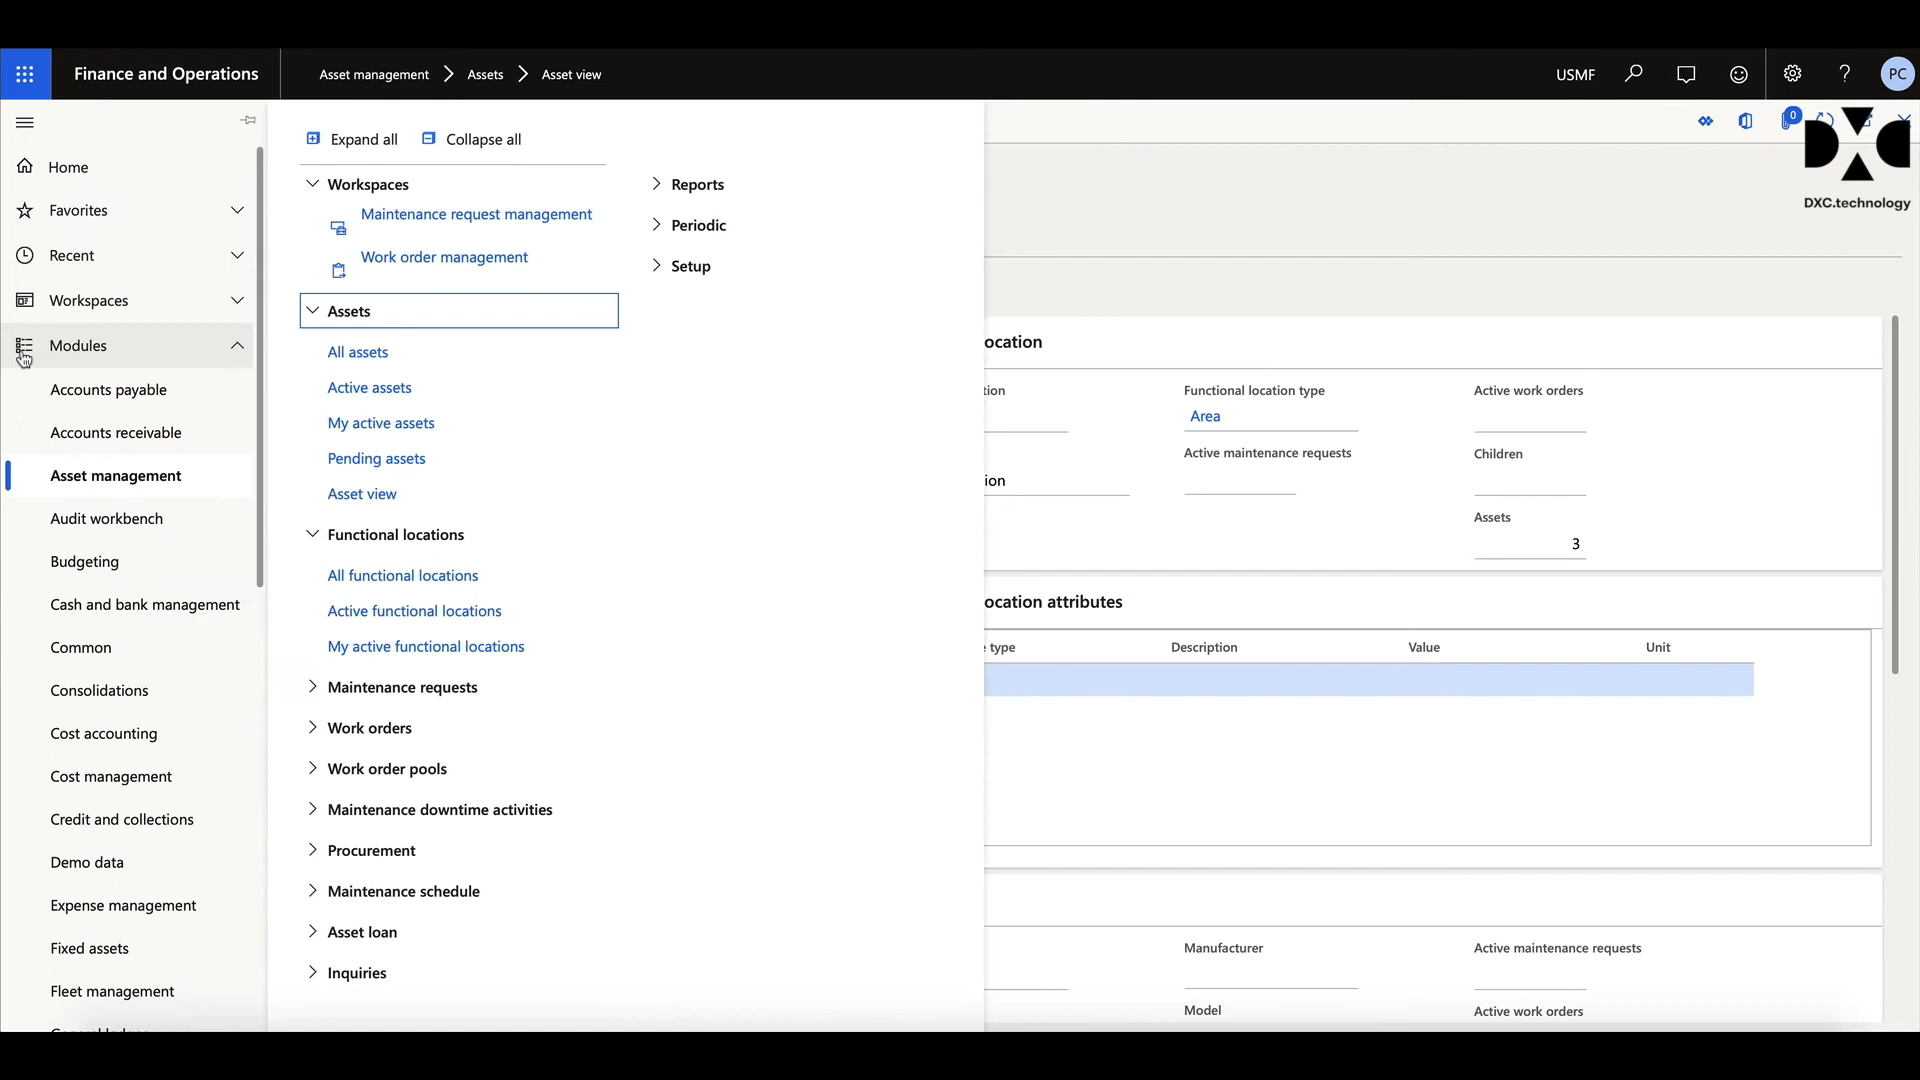 Finance and Operations
Asset management
Assets
Asset view
USMF
?
PC
0
DXC.technology
Home
Favorites
Recent
Workspaces
Modules
Accounts payable
Accounts receivable
Asset management
Audit workbench
Budgeting
Cash and bank management
Common
Consolidations
Cost accounting
Cost management
Credit and collections
Demo data
Expense management
Fixed assets
Fleet management
General ledger
Expand all
Collapse all
Workspaces
Maintenance request management
Work order management
Assets
All assets
Active assets
My active assets
Pending assets
Asset view
Functional locations
All functional locations
Active functional locations
My active functional locations
Maintenance requests
Work orders
Work order pools
Maintenance downtime activities
Procurement
Maintenance schedule
Asset loan
Inquiries
Reports
Periodic
Setup
ocation
tion
Functional location type
Active work orders
Area
Active maintenance requests
Children
ion
Assets
3
ocation attributes
type
Description
Value
Unit
Manufacturer
Active maintenance requests
Model
Active work orders